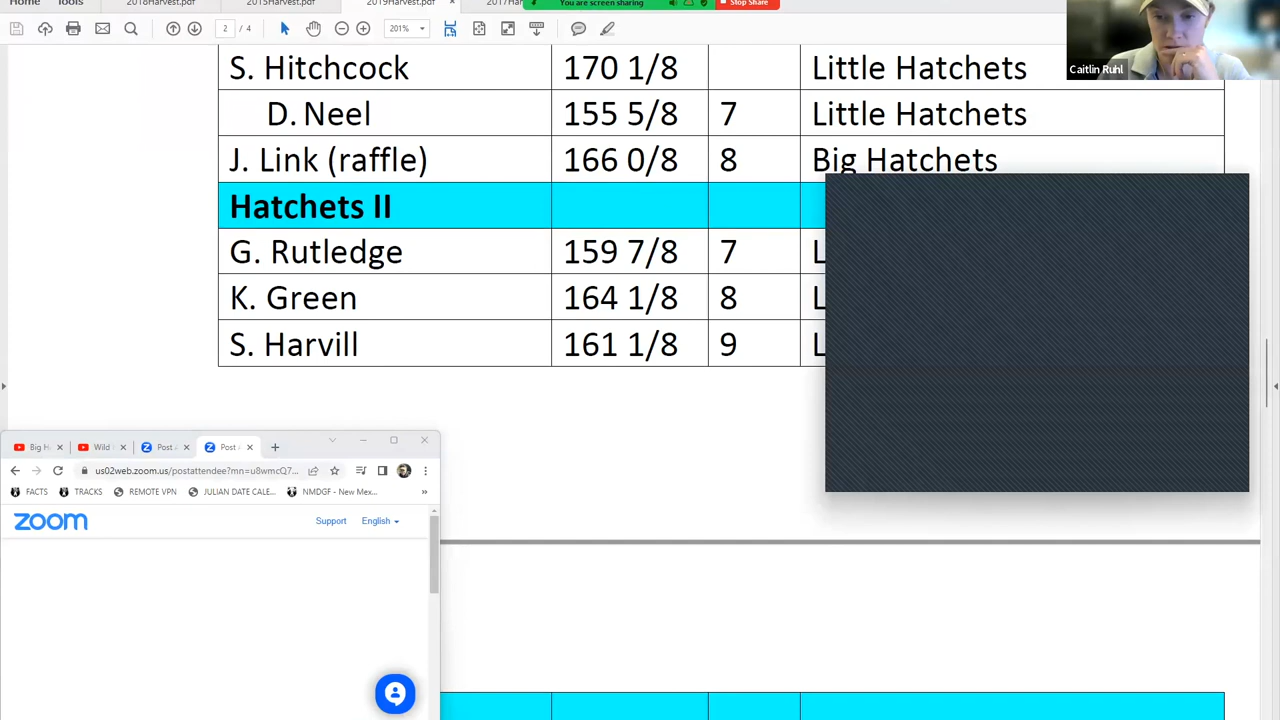 Home Tools 2018Harvest.pdf 2015Harvest.pdf 2019Harvest.pdf
You are screen sharing Stop Share
2 / 4 201%
Caitlin Ruhl
S. Hitchcock 170 1/8 Little Hatchets
D. Neel 155 5/8 7 Little Hatchets
J. Link (raffle) 166 0/8 8 Big Hatchets
Hatchets II
G. Rutledge 159 7/8 7 L
K. Green 164 1/8 8 L
S. Harvill 161 1/8 9 L
Big H Wild Post Post
us02web.zoom.us/postattendee?mn=u8wmcQ7...
FACTS TRACKS REMOTE VPN JULIAN DATE CALE... NMDGF - New Mex... »
zoom Support English